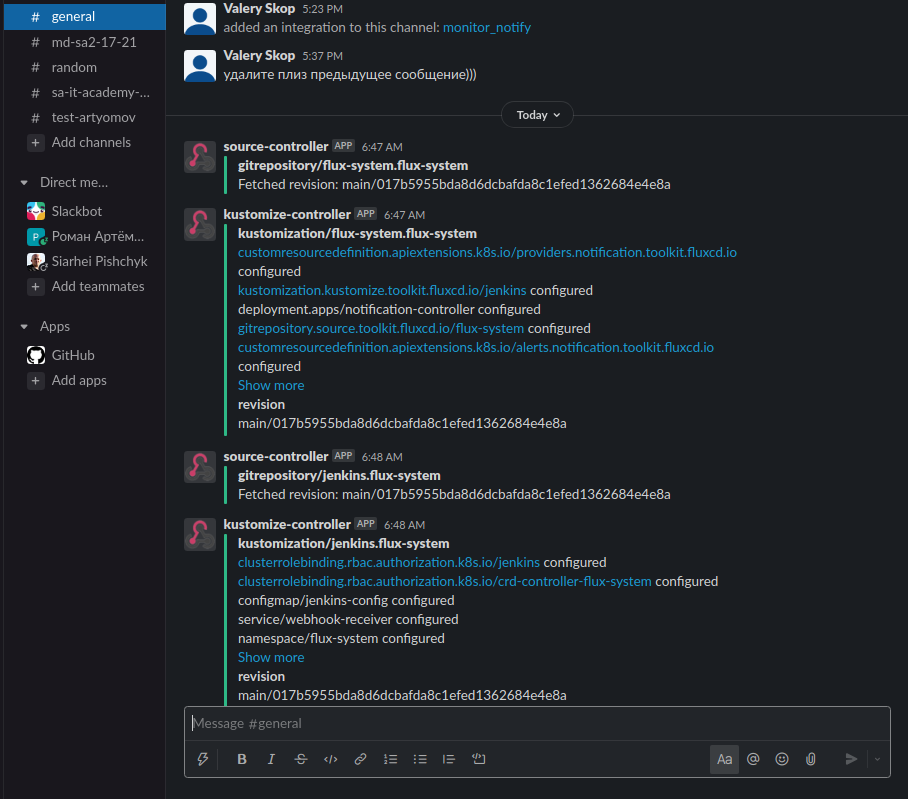 # general
# md-sa2-17-21
# random
# sa-it-academy-...
# test-artyomov
+ Add channels
Direct me...
Slackbot
P Роман Артём...
Siarhei Pishchyk
+ Add teammates
Apps
GitHub
+ Add apps
Valery Skop 5:23 PM
added an integration to this channel: monitor_notify
Valery Skop 5:37 PM
удалите плиз предыдущее сообщение)))
Today
source-controller APP 6:47 AM
gitrepository/flux-system.flux-system
Fetched revision: main/017b5955bda8d6dcbafda8c1efed1362684e4e8a
kustomize-controller APP 6:47 AM
kustomization/flux-system.flux-system
customresourcedefinition.apiextensions.k8s.io/providers.notification.toolkit.fluxcd.io
configured
kustomization.kustomize.toolkit.fluxcd.io/jenkins configured
deployment.apps/notification-controller configured
gitrepository.source.toolkit.fluxcd.io/flux-system configured
customresourcedefinition.apiextensions.k8s.io/alerts.notification.toolkit.fluxcd.io
configured
Show more
revision
main/017b5955bda8d6dcbafda8c1efed1362684e4e8a
source-controller APP 6:48 AM
gitrepository/jenkins.flux-system
Fetched revision: main/017b5955bda8d6dcbafda8c1efed1362684e4e8a
kustomize-controller APP 6:48 AM
kustomization/jenkins.flux-system
clusterrolebinding.rbac.authorization.k8s.io/jenkins configured
clusterrolebinding.rbac.authorization.k8s.io/crd-controller-flux-system configured
configmap/jenkins-config configured
service/webhook-receiver configured
namespace/flux-system configured
Show more
revision
main/017b5955bda8d6dcbafda8c1efed1362684e4e8a
Message #general
B I S </> Aa @